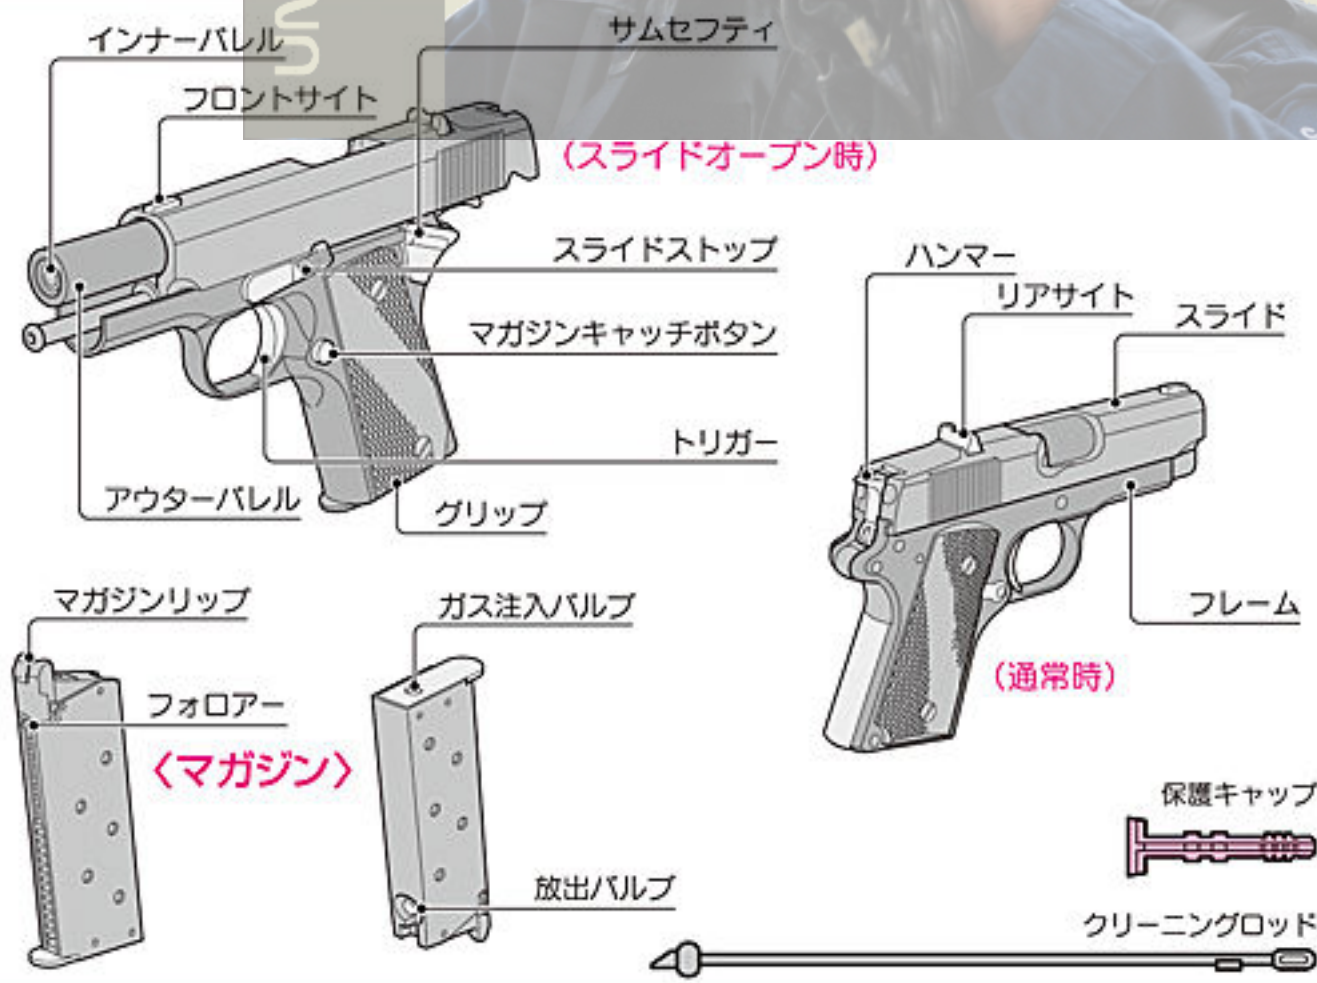 インナーバレル
サムセフティ
フロントサイト
(スライドオープン時)
スライドストップ
ハンマー
リアサイト
スライド
マガジンキャッチボタン
トリガー
アウターバレル
グリップ
マガジンリップ
ガス注入バルブ
フレーム
(通常時)
フォロアー
〈マガジン〉
保護キャップ
放出バルブ
クリーニングロッド